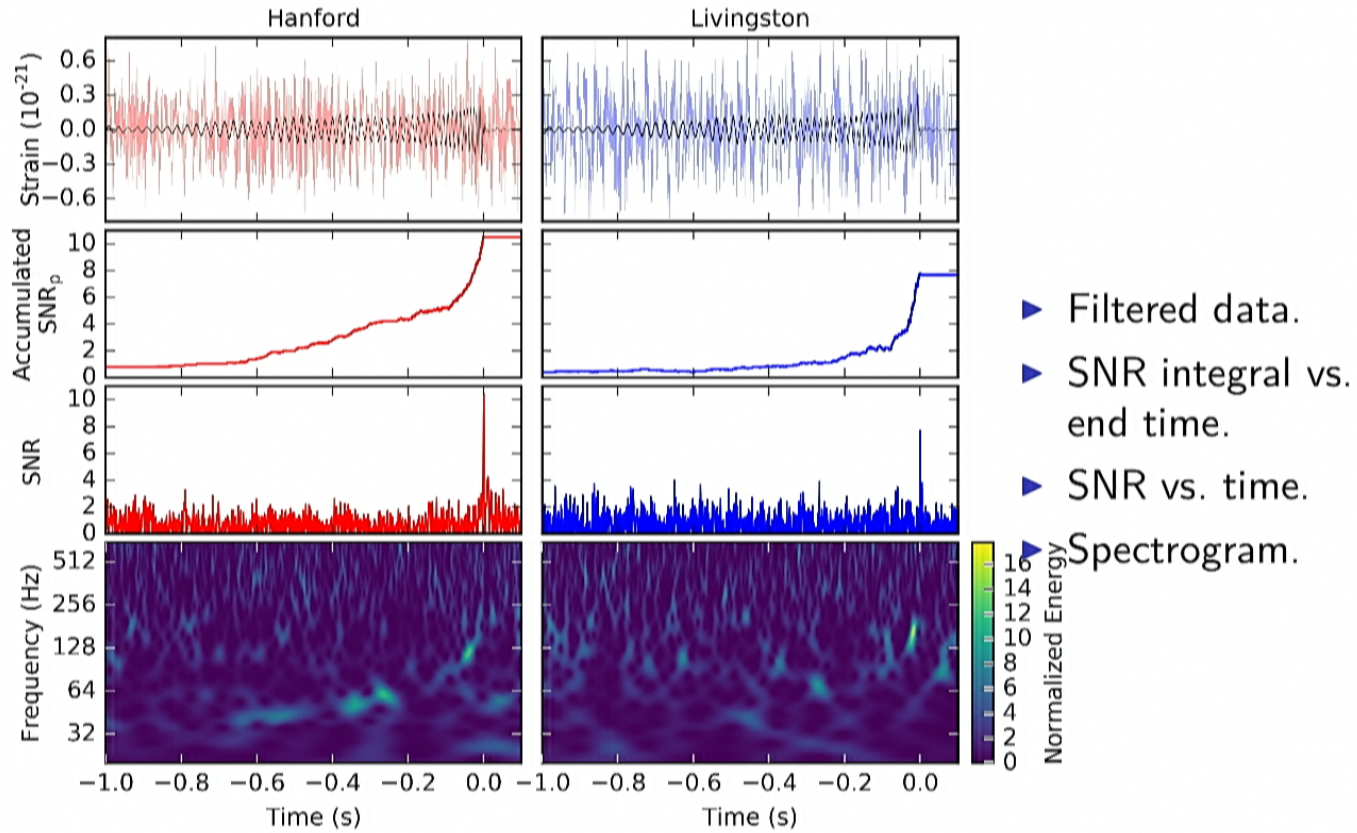 Hanford
Livingston
Strain (10-21)
0.6
0.3
0.0
−0.3
−0.6
Accumulated
SNRp
10
8
6
4
2
0
SNR
10
8
6
4
2
0
Frequency (Hz)
512
256
128
64
32
−1.0 −0.8 −0.6 −0.4 −0.2 0.0
Time (s)
−1.0 −0.8 −0.6 −0.4 −0.2 0.0
Time (s)
16
14
12
10
8
6
4
2
0
Normalized Energy
Filtered data.
SNR integral vs.
end time.
SNR vs. time.
Spectrogram.